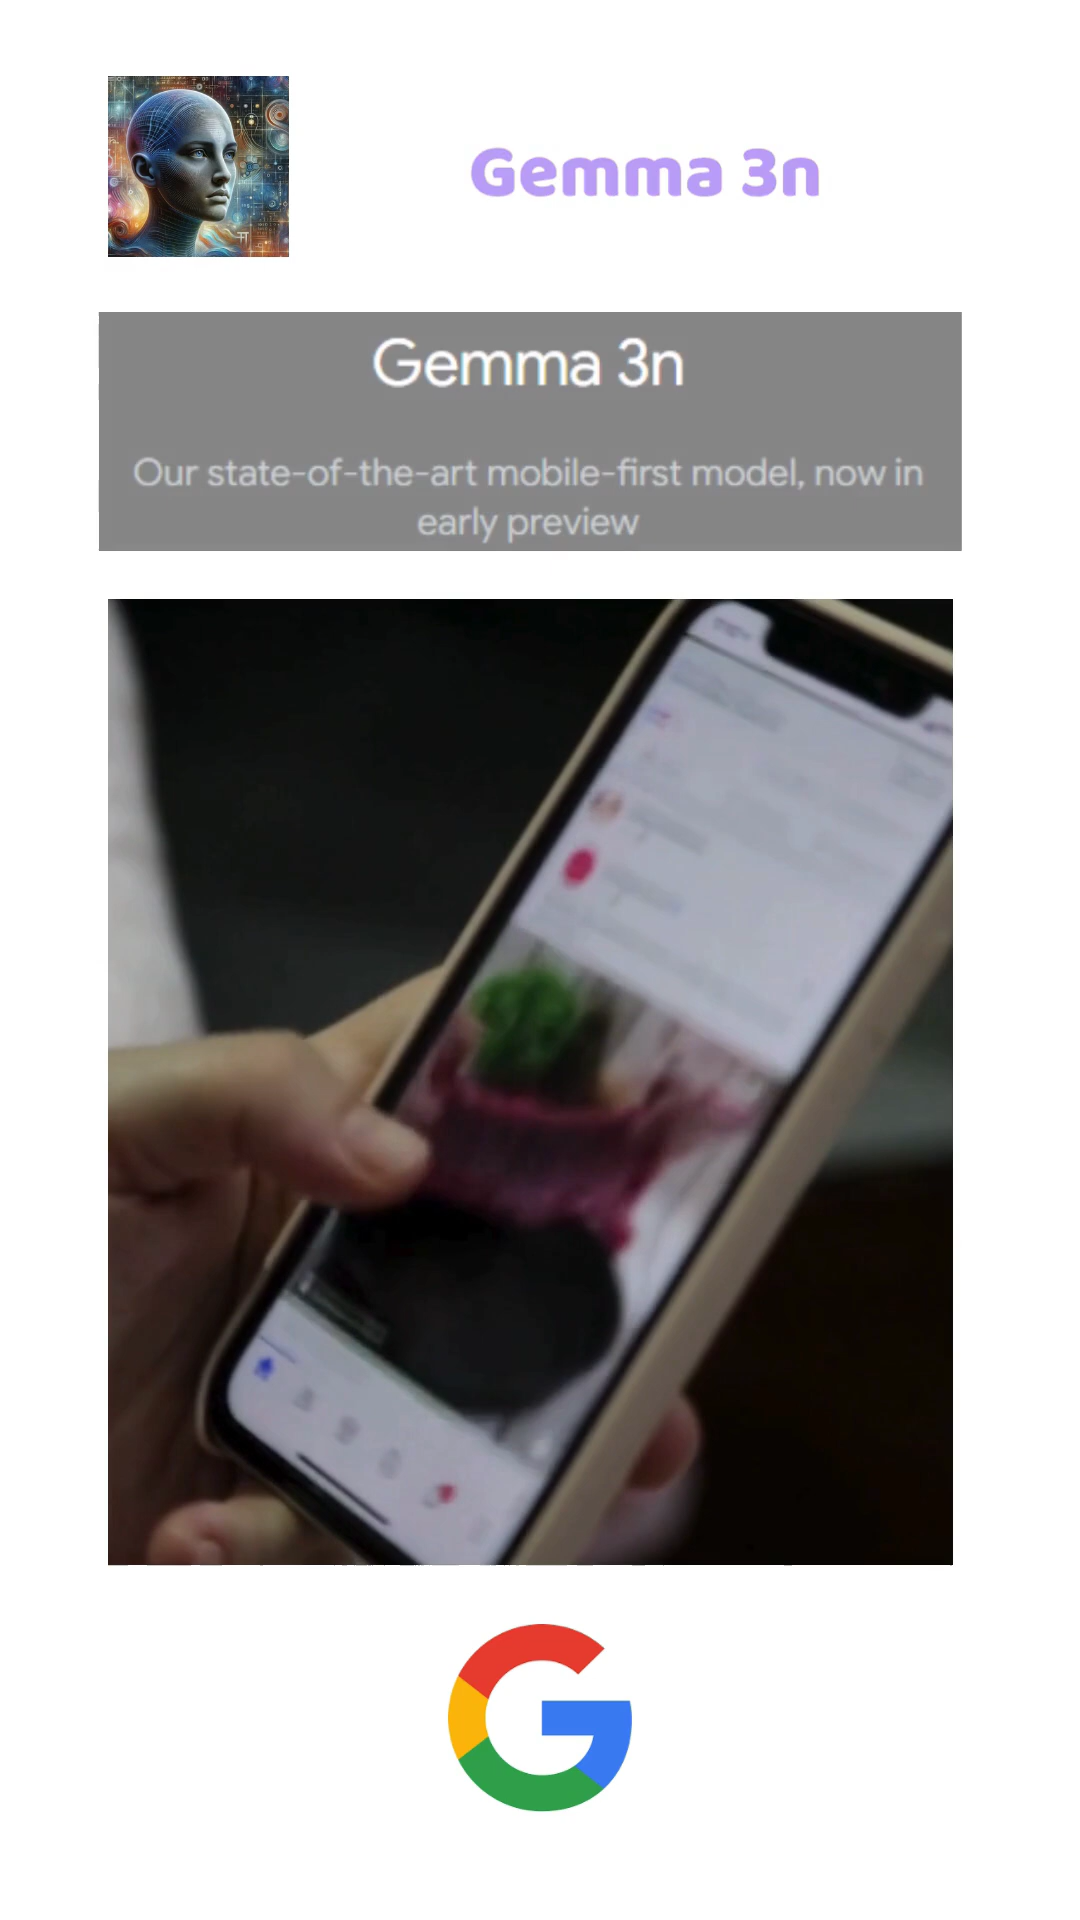 Gemma 3n
Gemma 3n
Our state-of-the-art mobile-first model, now in
early preview